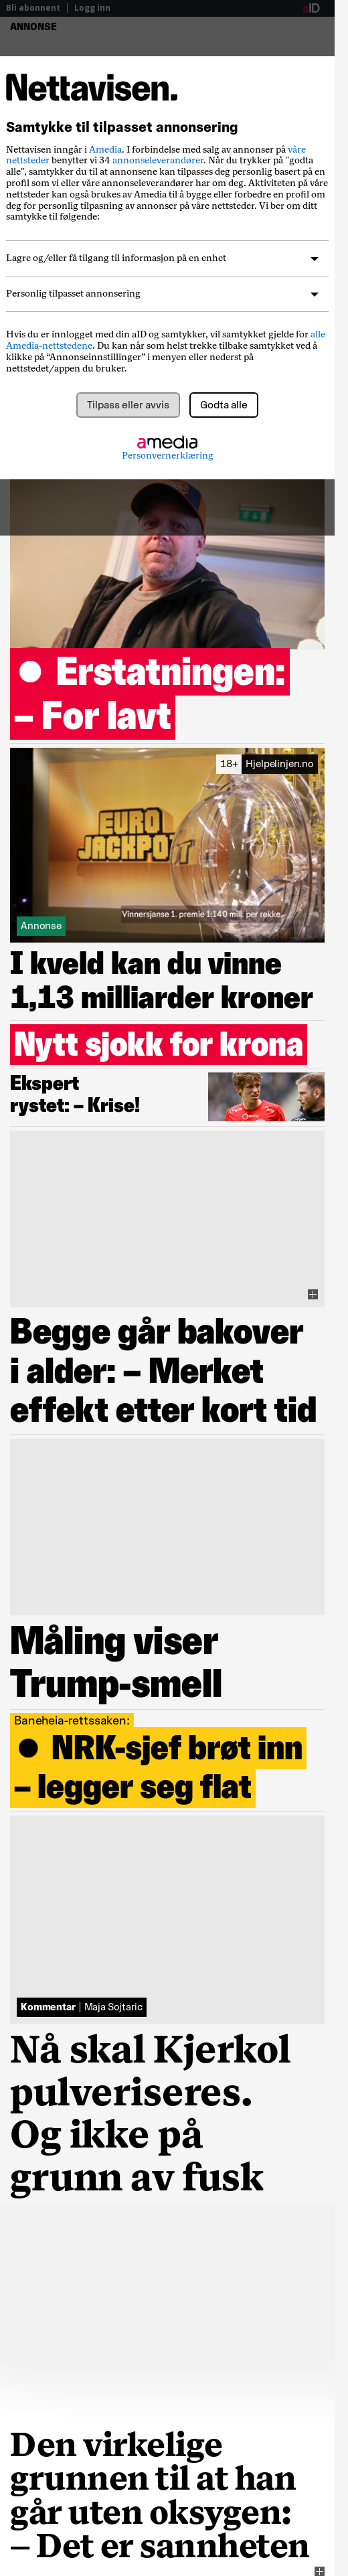 Bli abonnent | Logg inn
aID
ANNONSE
Nettavisen.
Samtykke til tilpasset annonsering
Nettavisen inngår i Amedia. I forbindelse med salg av annonser på våre
nettsteder benytter vi 34 annonseleverandører. Når du trykker på "godta
alle", samtykker du til at annonsene kan tilpasses deg personlig basert på en
profil som vi eller våre annonseleverandører har om deg. Aktiviteten på våre
nettsteder kan også brukes av Amedia til å bygge eller forbedre en profil om
deg for personlig tilpasning av annonser på våre nettsteder. Vi ber om ditt
samtykke til følgende:
Lagre og/eller få tilgang til informasjon på en enhet
Personlig tilpasset annonsering
Hvis du er innlogget med din aID og samtykker, vil samtykket gjelde for alle
Amedia-nettstedene. Du kan når som helst trekke tilbake samtykket ved å
klikke på “Annonseinnstillinger” i menyen eller nederst på
nettstedet/appen du bruker.
Tilpass eller avvis
Godta alle
amedia
Personvernerklæring
Erstatningen:
– For lavt
18+ Hjelpelinjen.no
EURO
JACKPOT
Vinnersjanse 1. premie 1:140 mill. per rekke.
Annonse
I kveld kan du vinne
1,13 milliarder kroner
Nytt sjokk for krona
Ekspert
rystet: – Krise!
Begge går bakover
i alder: – Merket
effekt etter kort tid
Måling viser
Trump-smell
Baneheia-rettssaken:
NRK-sjef brøt inn
– legger seg flat
Kommentar | Maja Sojtaric
Nå skal Kjerkol
pulveriseres.
Og ikke på
grunn av fusk
Den virkelige
grunnen til at han
går uten oksygen:
– Det er sannheten